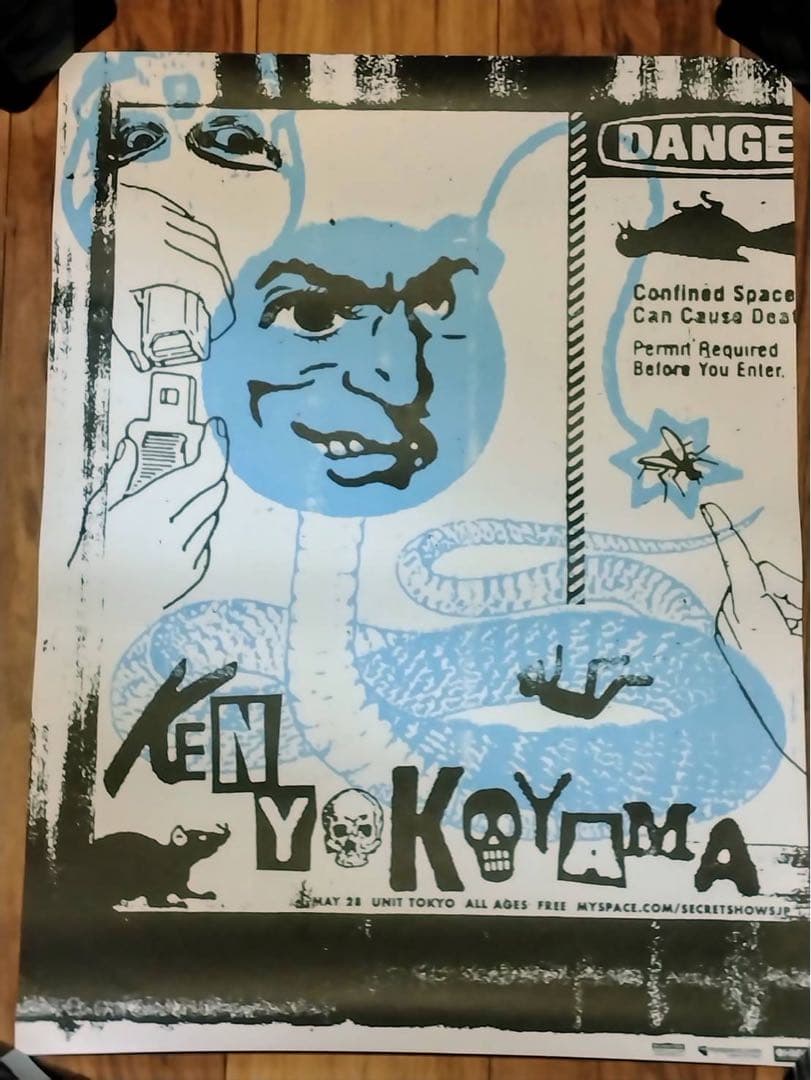 DANGE
Confined Space
Can Cause Deat
Permit Required
Before You Enter.
KEN
YOKOYAMA
MAY 28 UNIT TOKYO ALL AGES FREE MYSPACE.COM/SECRETSHOWSJP